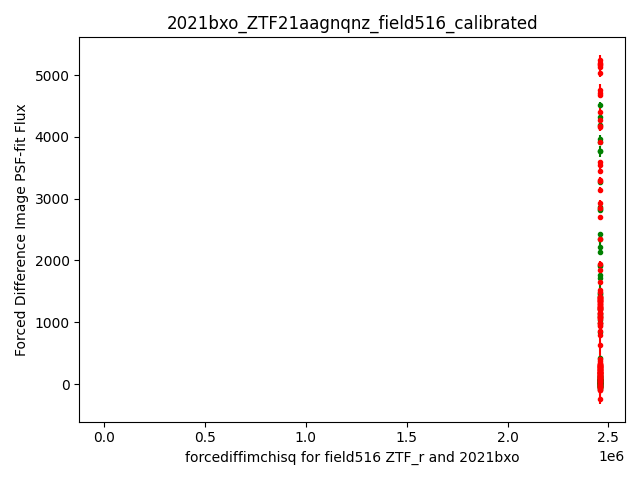 2021bxo_ZTF21aagnqnz_field516_calibrated
Forced Difference Image PSF-fit Flux
5000
4000
3000
2000
1000
0
0.0 0.5 1.0 1.5 2.0 2.5
1e6
forcediffimchisq for field516 ZTF_r and 2021bxo